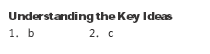 Understanding the Key Ideas
1. b 2. c